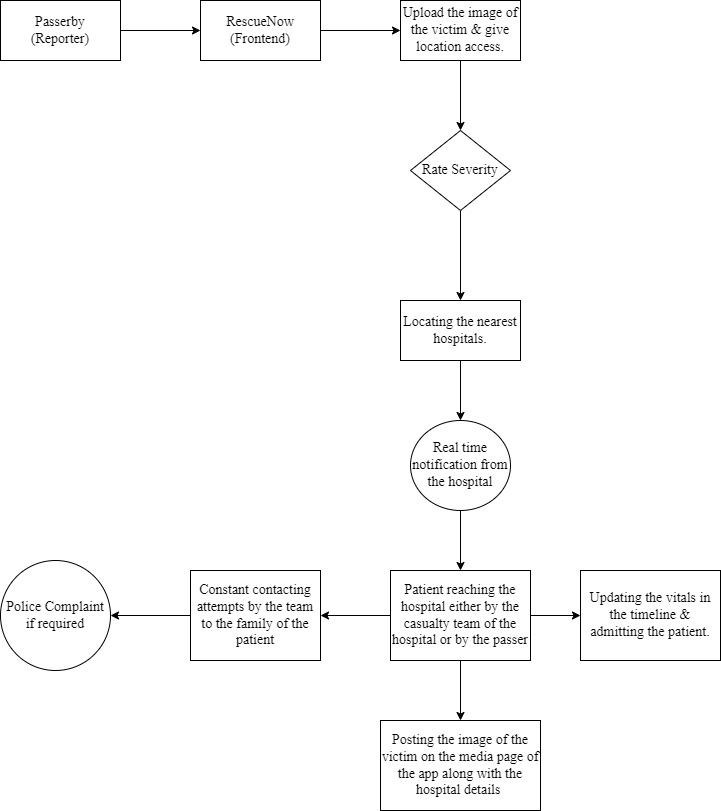 Passerby
(Reporter)
RescueNow
(Frontend)
Upload the image of
the victim & give
location access.
Rate Severity
Locating the nearest
hospitals.
Real time
notification from
the hospital
Police Complaint
if required
Constant contacting
attempts by the team
to the family of the
patient
Patient reaching the
hospital either by the
casualty team of the
hospital or by the passer
Updating the vitals in
the timeline &
admitting the patient.
Posting the image of the
victim on the media page of
the app along with the
hospital details